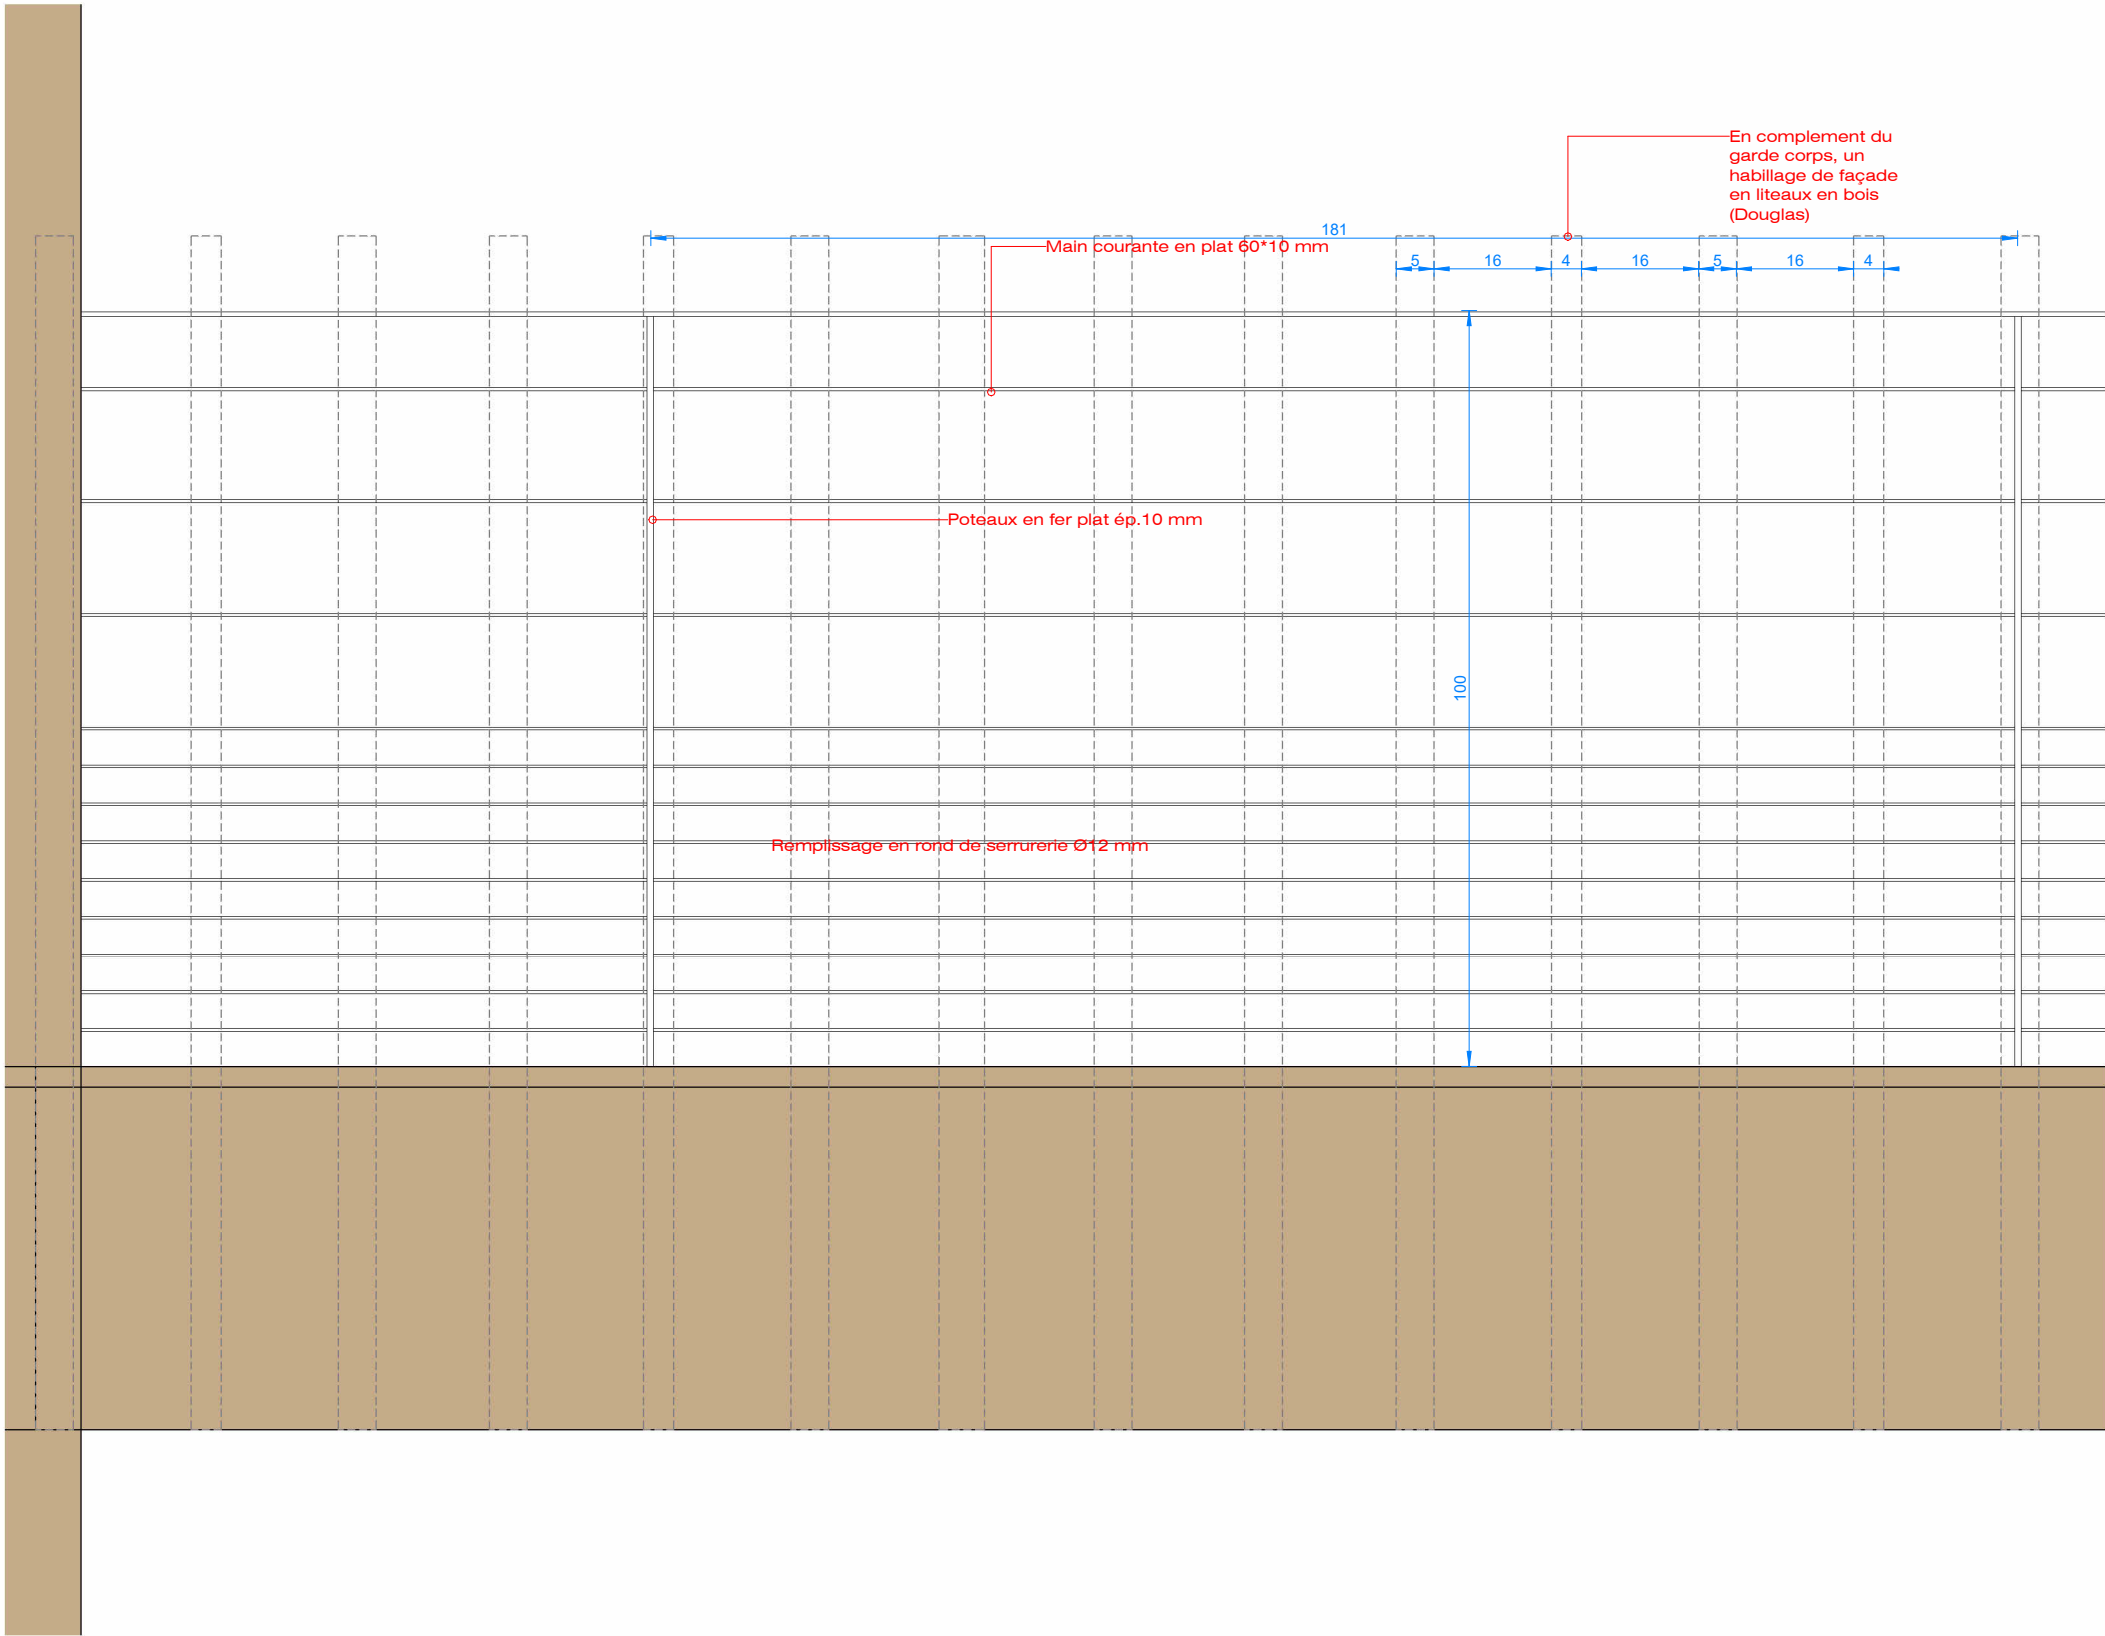 En complement du
garde corps, un
habillage de façade
en liteaux en bois
(Douglas)
181
Main courante en plat 60*10 mm
5 16 4 16 5 16 4
Poteaux en fer plat ép.10 mm
100
Remplissage en rond de serrurerie Ø12 mm